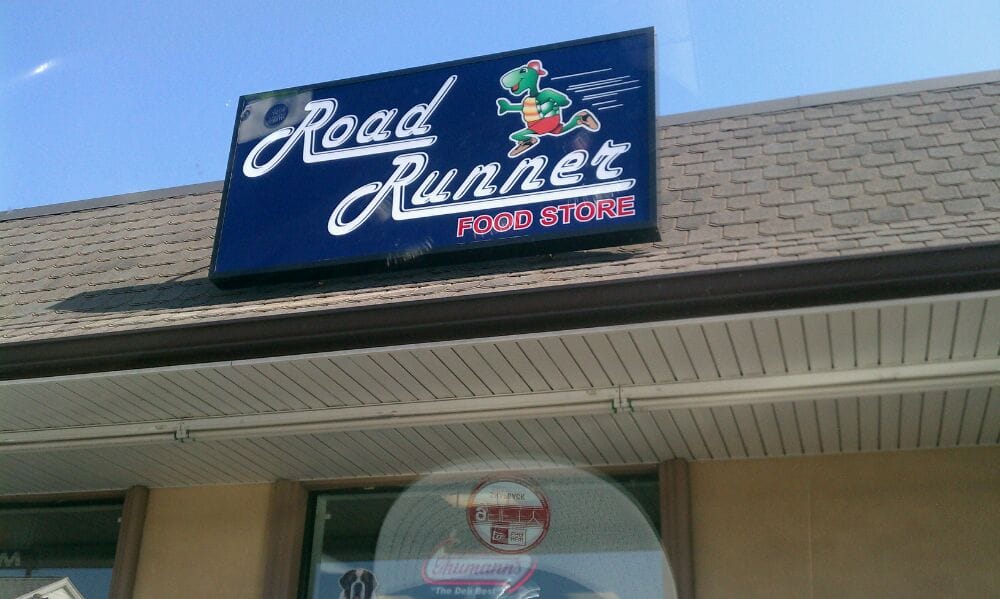 Road
Runner
FOOD STORE
Thumann's
"The Deli Best"